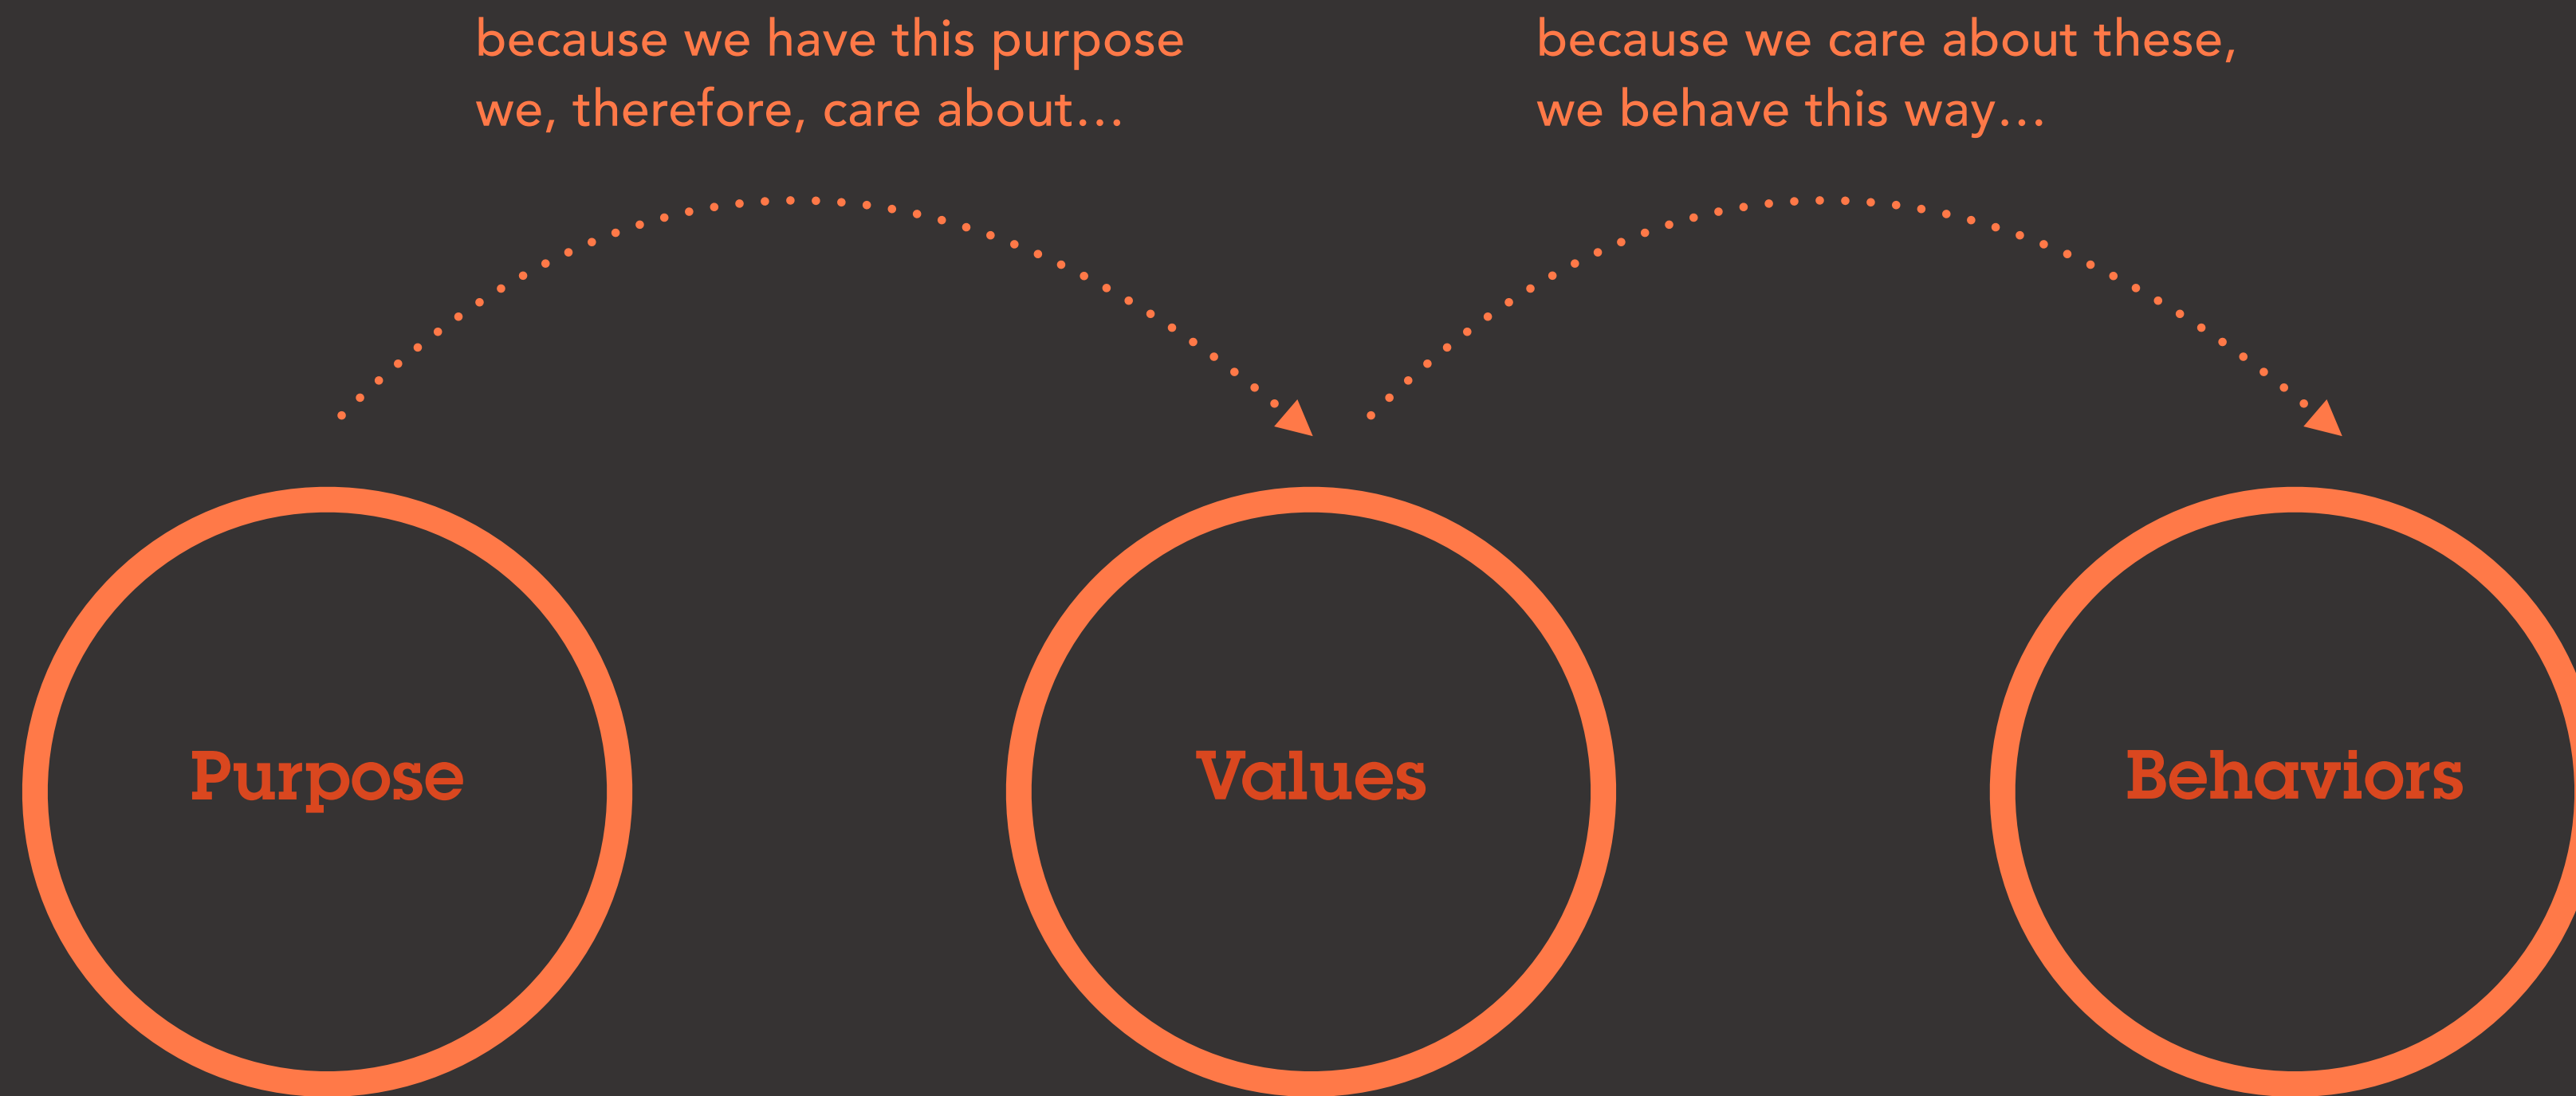 because we have this purpose
we, therefore, care about…
because we care about these,
we behave this way…
Purpose
Values
Behaviors